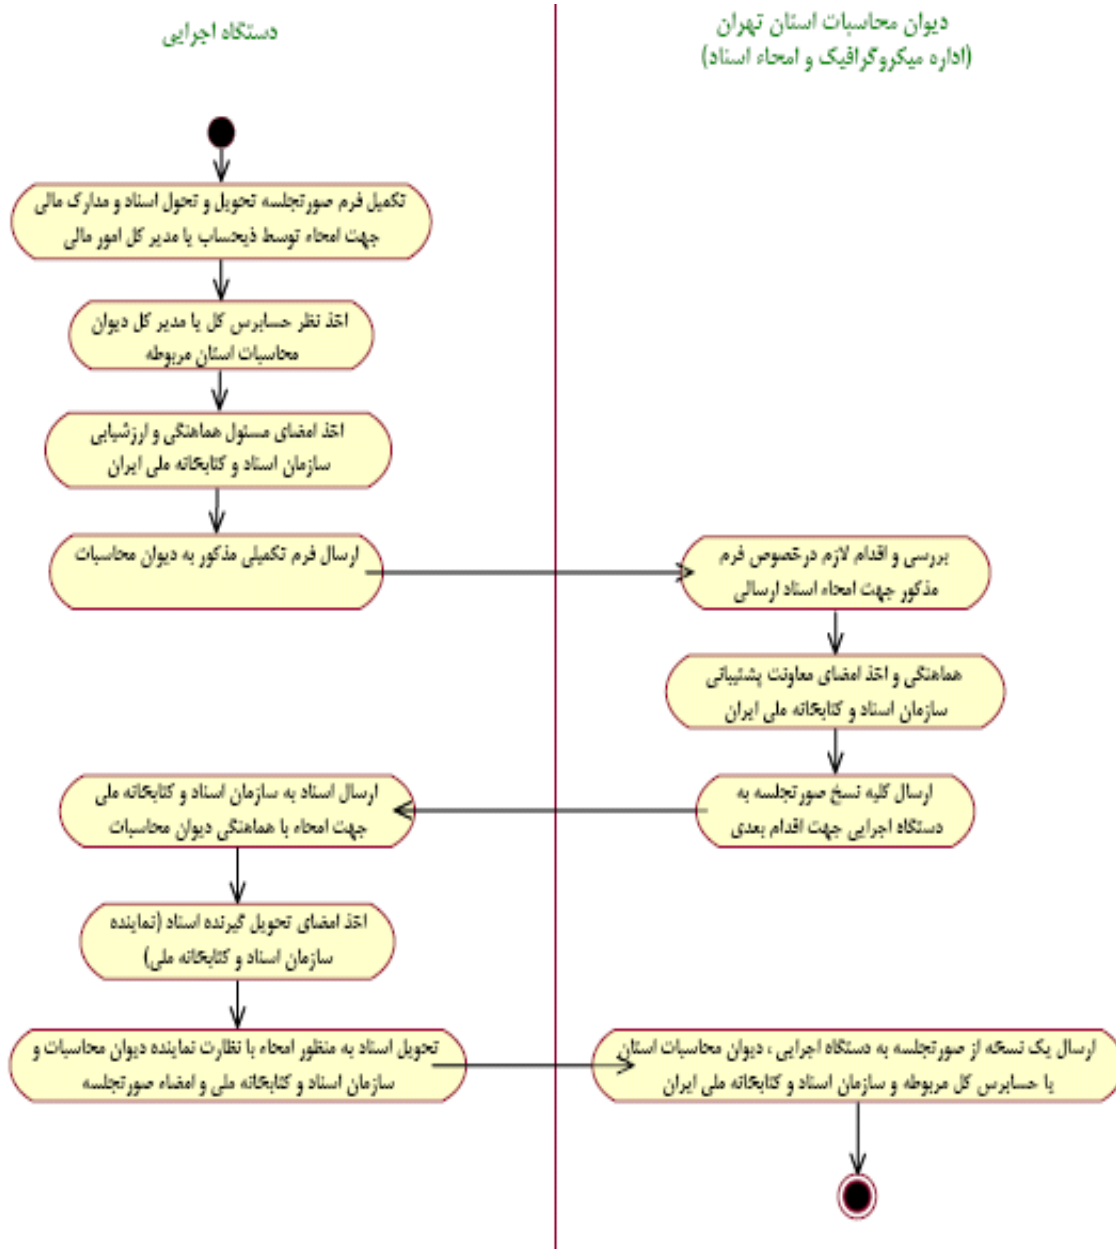 دیوان محاسبات استان تهران
(اداره میکروگرافیک و امحاء اسناد)
دستگاه اجرایی
تکمیل فرم صورتجلسه تحویل و تحول اسناد و مدارک مالی
جهت امحاء توسط ذیحساب یا مدیر کل امور مالی
اخذ نظر حسابرس کل یا مدیر کل دیوان
محاسبات استان مربوطه
اخذ امضای مسئول هماهنگی و ارزشیابی
سازمان اسناد و کتابخانه ملی ایران
ارسال فرم تکمیلی مذکور به دیوان محاسبات
بررسی و اقدام لازم درخصوص فرم
مذکور جهت امحاء اسناد ارسالی
هماهنگی و اخذ امضای معاونت پشتیبانی
سازمان اسناد و کتابخانه ملی ایران
ارسال کلیه نسخ صورتجلسه به
دستگاه اجرایی جهت اقدام بعدی
ارسال اسناد به سازمان اسناد و کتابخانه ملی
جهت امحاء با هماهنگی دیوان محاسبات
اخذ امضای تحویل گیرنده اسناد (نماینده
سازمان اسناد و کتابخانه ملی)
تحویل اسناد به منظور امحاء با نظارت نماینده دیوان محاسبات و
سازمان اسناد و کتابخانه ملی و امضاء صورتجلسه
ارسال یک نسخه از صورتجلسه به دستگاه اجرایی ، دیوان محاسبات استان
یا حسابرس کل مربوطه و سازمان اسناد و کتابخانه ملی ایران